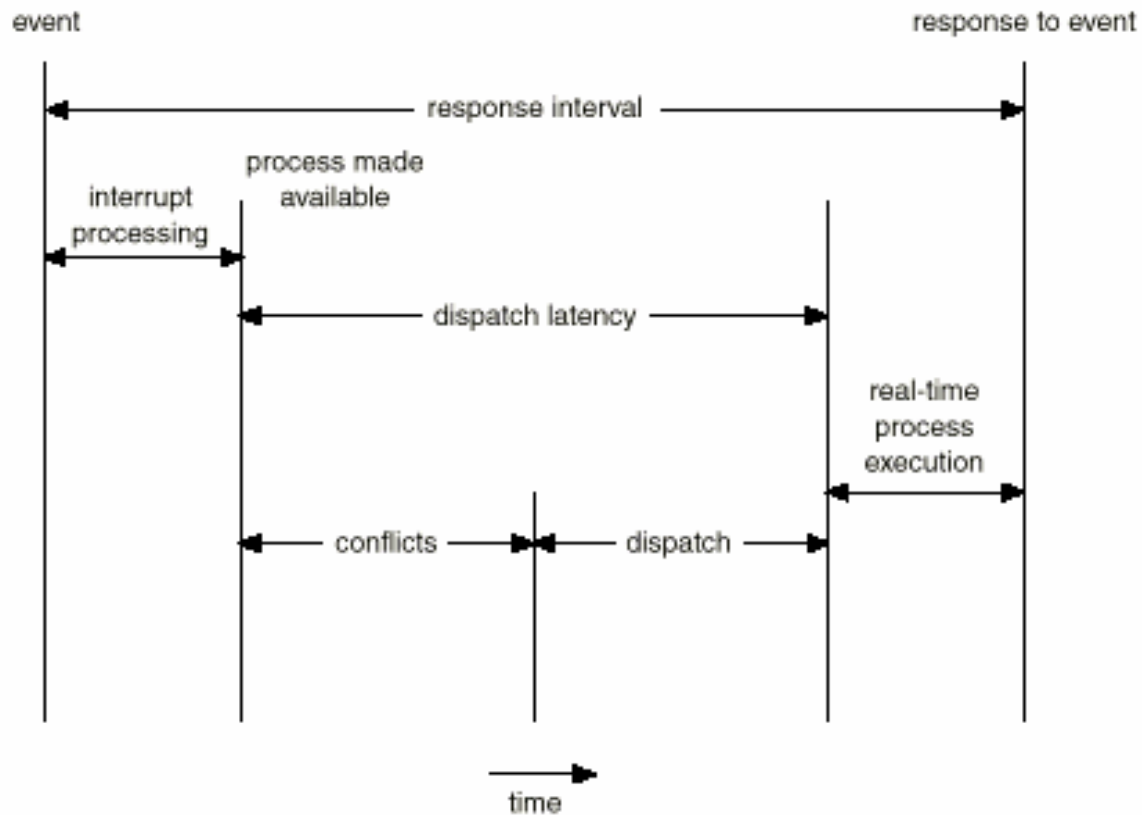 event
response to event
response interval
process made
available
interrupt
processing
dispatch latency
real-time
process
execution
conflicts
dispatch
time